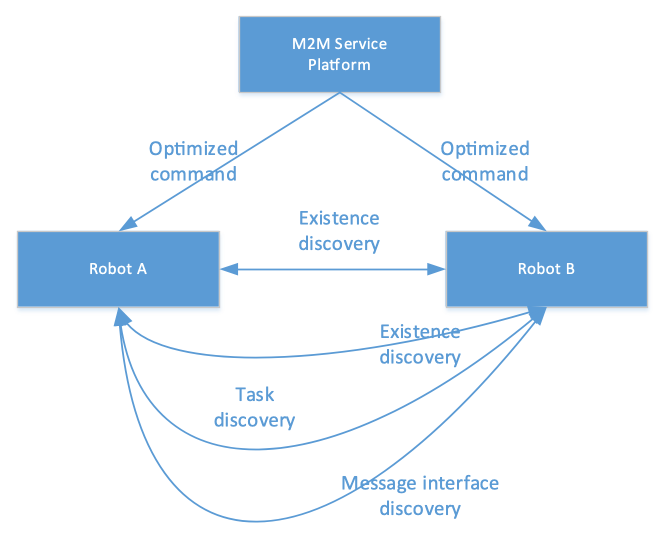 M2M Service
Platform
Optimized
command
Optimized
command
Existence
discovery
Robot A
Robot B
Existence
discovery
Task
discovery
Message interface
discovery